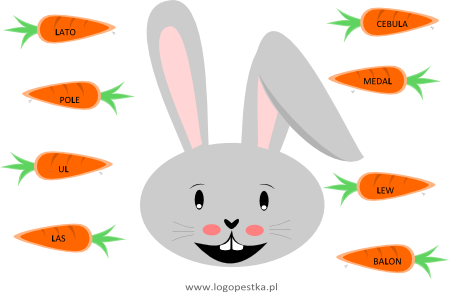 LATO
CEBULA
POLE
MEDAL
UL
LEW
LAS
BALON
www.logopestka.pl